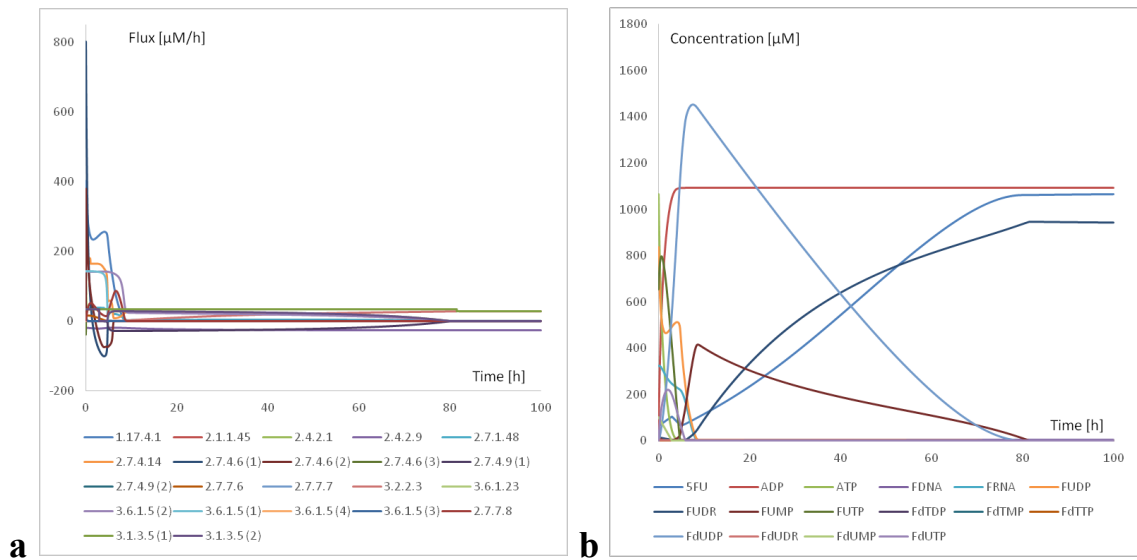 Flux [µM/h]
800
600
400
200
0
-200
0 20 40 60 80 100
Time [h]
1.17.4.1 2.1.1.45 2.4.2.1 2.4.2.9 2.7.1.48
2.7.4.14 2.7.4.6 (1) 2.7.4.6 (2) 2.7.4.6 (3) 2.7.4.9 (1)
2.7.4.9 (2) 2.7.7.6 2.7.7.7 3.2.2.3 3.6.1.23
3.6.1.5 (2) 3.6.1.5 (1) 3.6.1.5 (4) 3.6.1.5 (3) 2.7.7.8
3.1.3.5 (1) 3.1.3.5 (2)
a
Concentration [µM]
1800
1600
1400
1200
1000
800
600
400
200
0
0 20 40 60 80 100
Time [h]
5FU ADP ATP FDNA FRNA FUDP
FUDR FUMP FUTP FdTDP FdTMP FdTTP
FdUDP FdUDR FdUMP FdUTP
b